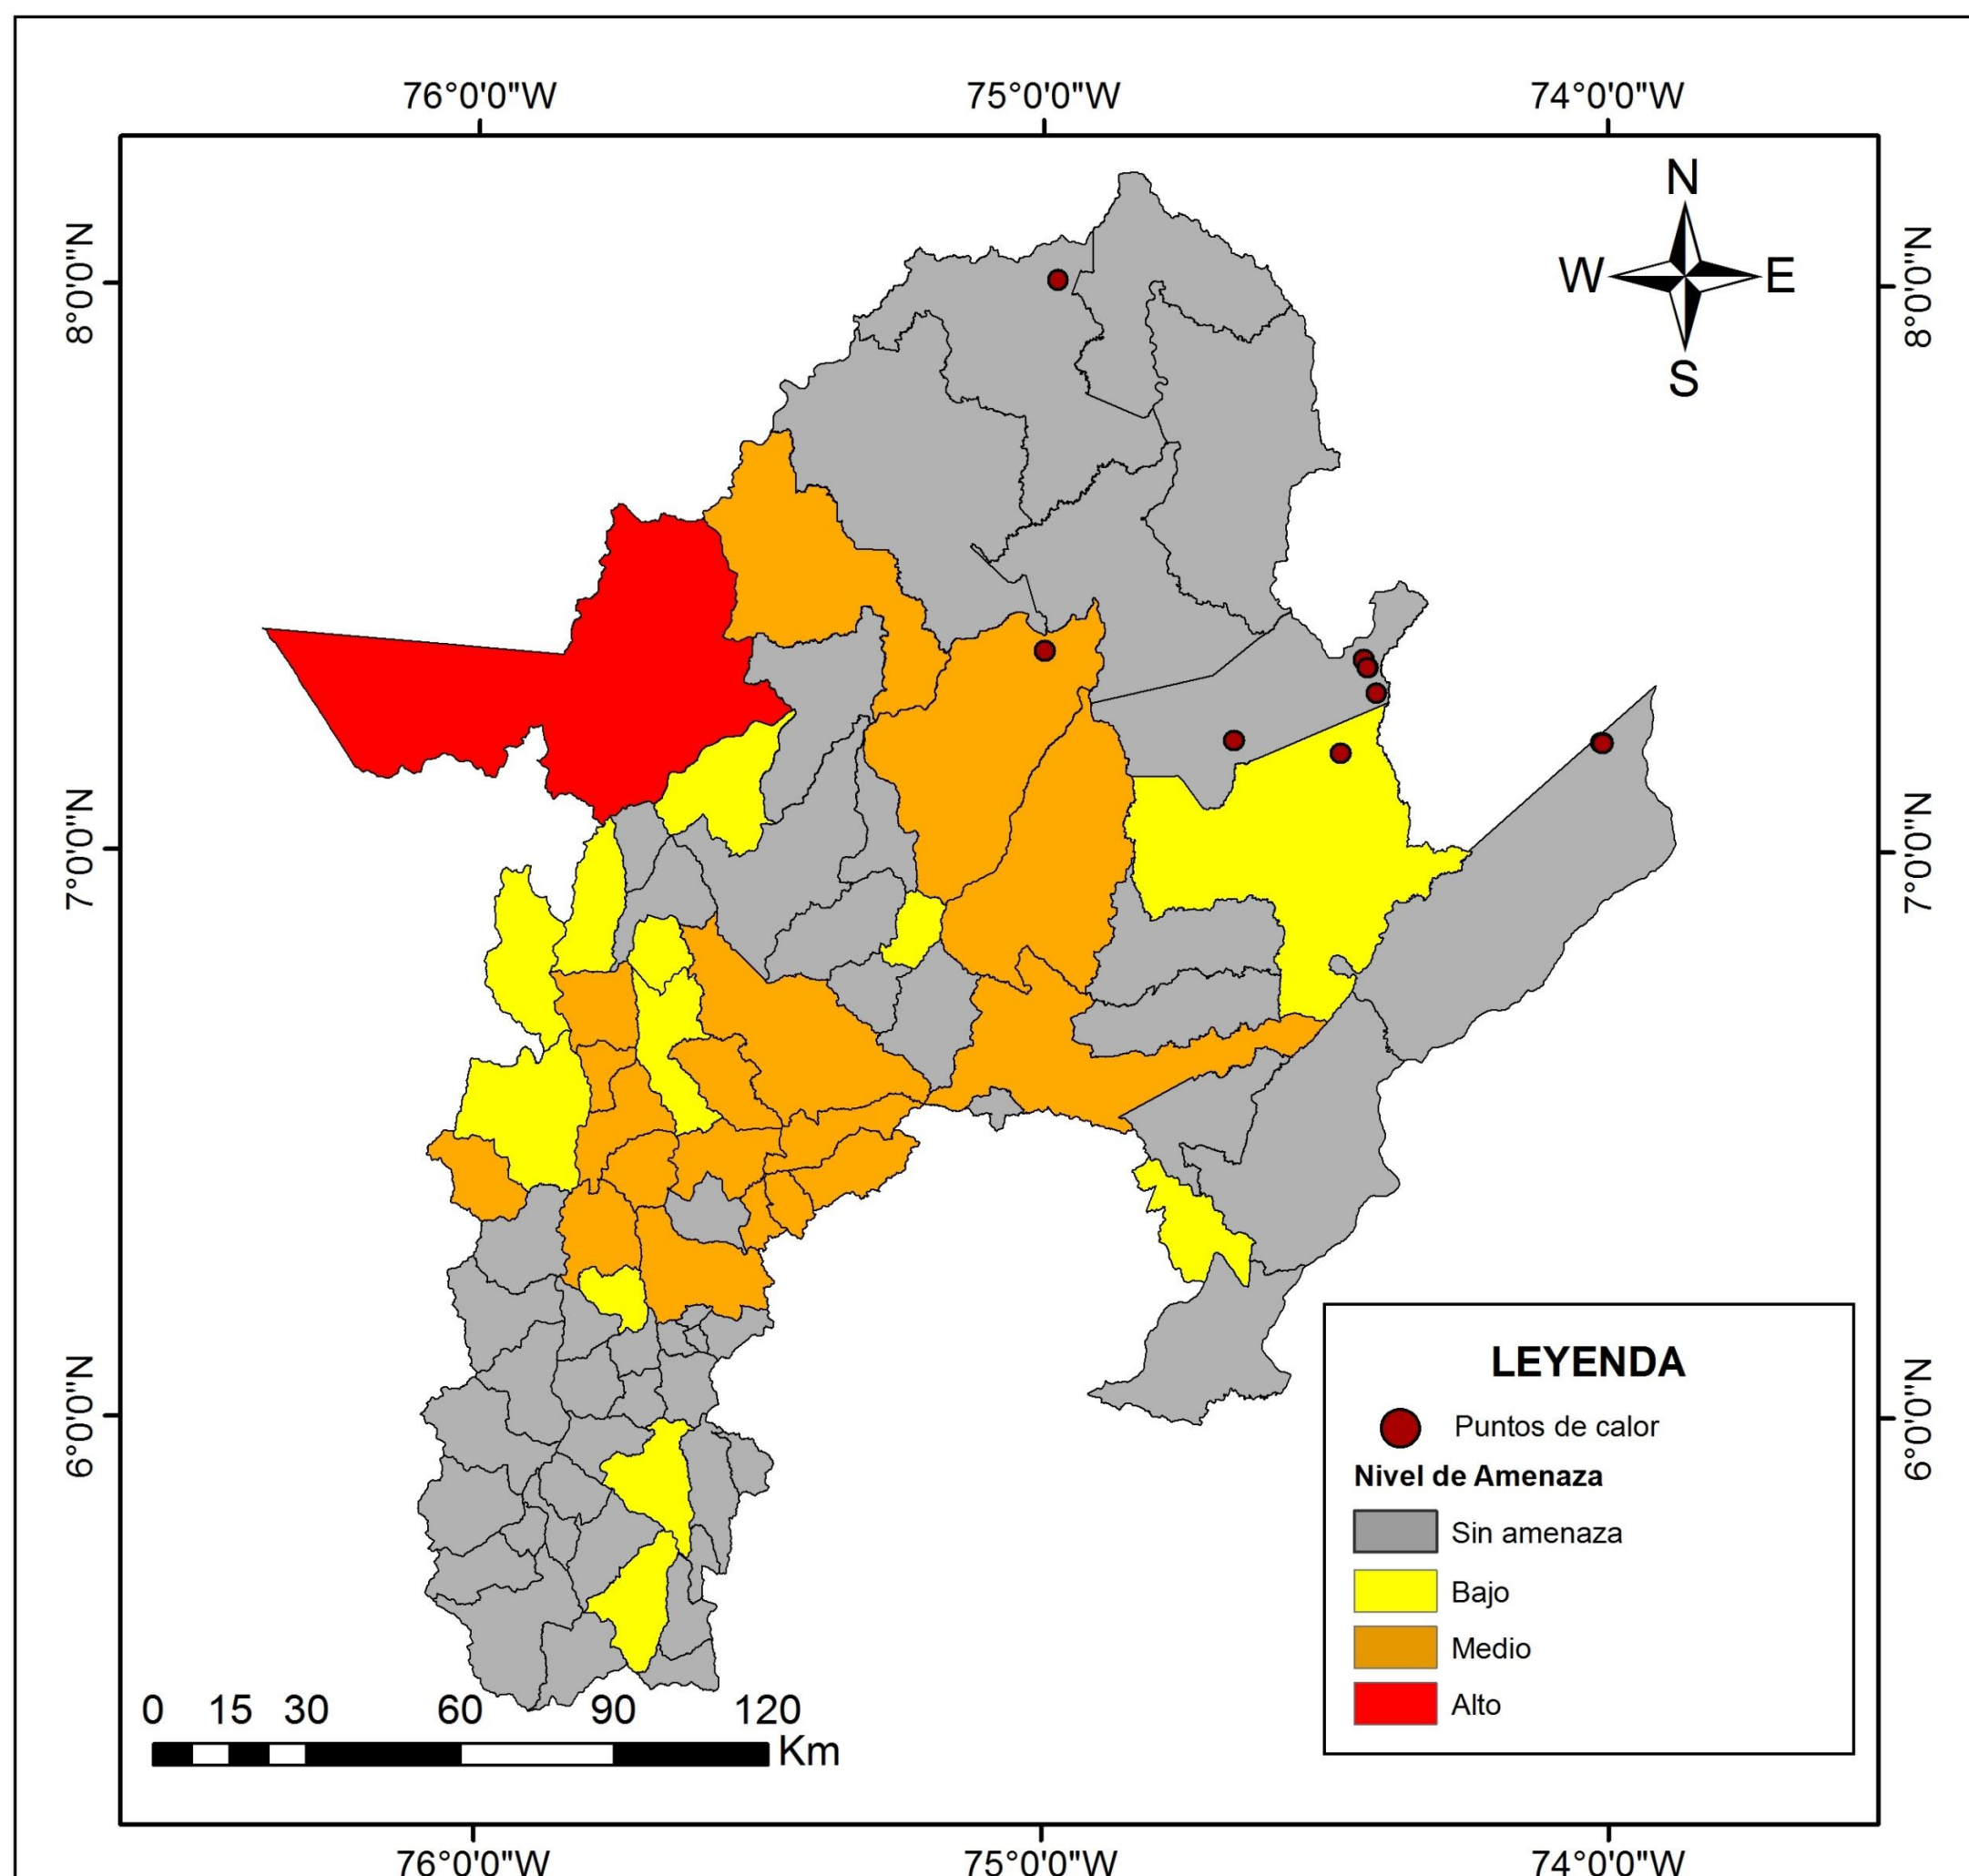 76°0'0"W 75°0'0"W 74°0'0"W
N
W E
S
8°0'0"N 8°0'0"N
7°0'0"N 7°0'0"N
6°0'0"N 6°0'0"N
LEYENDA
Puntos de calor
Nivel de Amenaza
Sin amenaza
Bajo
Medio
Alto
0 15 30 60 90 120
Km
76°0'0"W 75°0'0"W 74°0'0"W